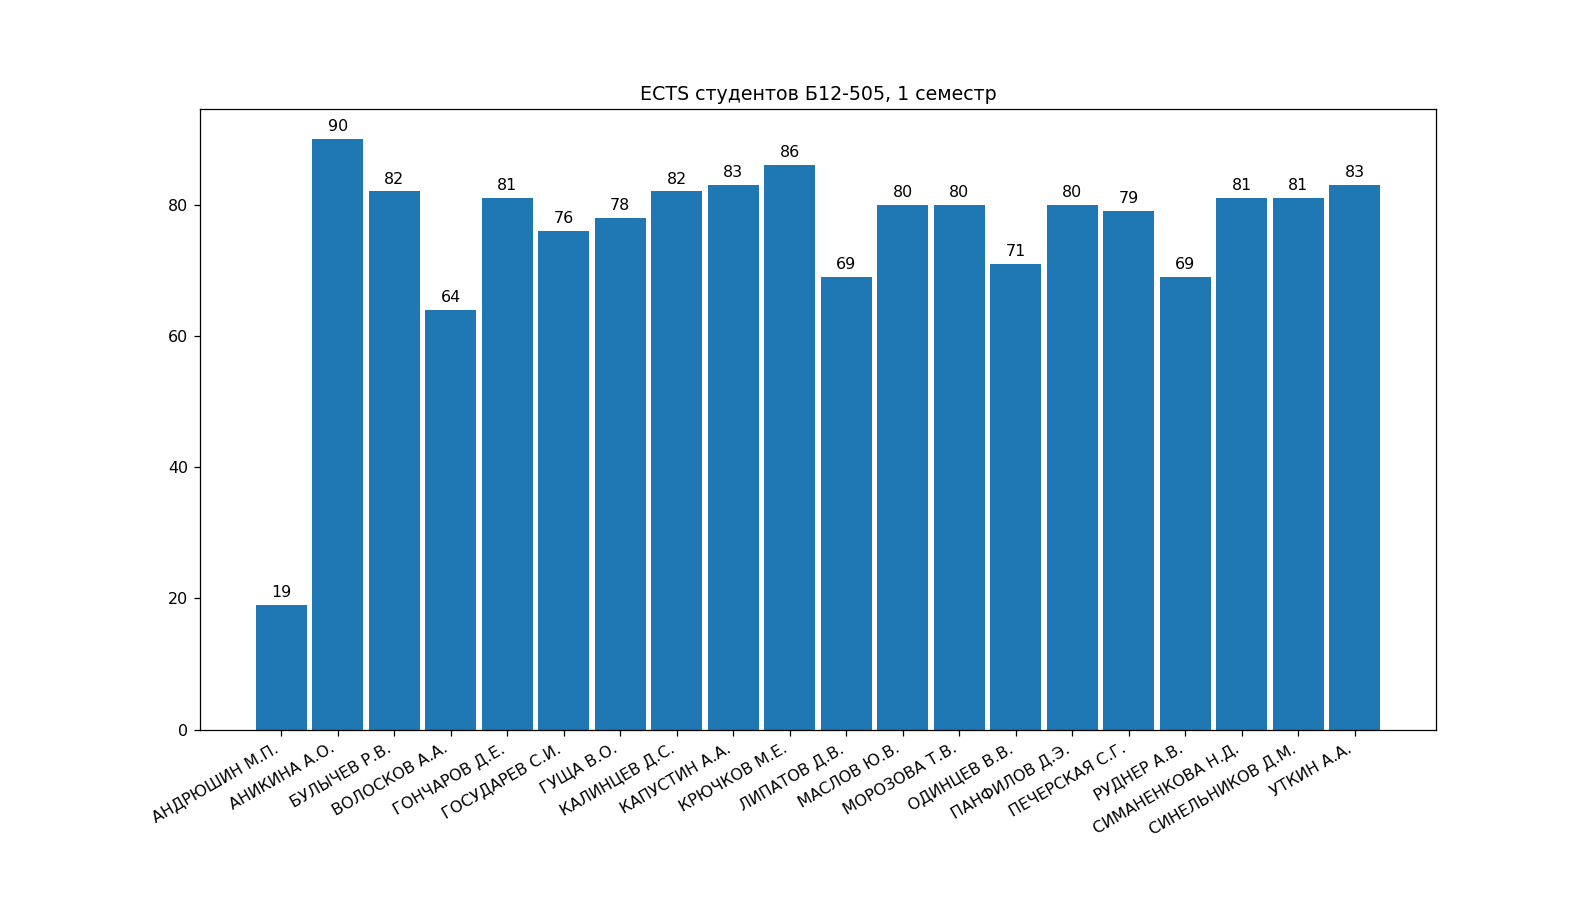 ECTS студентов Б12-505, 1 семестр
90
86
83
83
82
82
81
81
81
80
80
80
79
78
76
71
69
69
64
19
80
60
40
20
0
АНДРЮШИН М.П.
АНИКИНА А.О.
БУЛЫЧЕВ Р.В.
ВОЛОСКОВ А.А.
ГОНЧАРОВ Д.Е.
ГОСУДАРЕВ С.И.
ГУЩА В.О.
КАЛИНЦЕВ Д.С.
КАПУСТИН А.А.
КРЮЧКОВ М.Е.
ЛИПАТОВ Д.В.
МАСЛОВ Ю.В.
МОРОЗОВА Т.В.
ОДИНЦЕВ В.В.
ПАНФИЛОВ Д.Э.
ПЕЧЕРСКАЯ С.Г.
РУДНЕР А.В.
СИМАНЕНКОВА Н.Д.
СИНЕЛЬНИКОВ Д.М.
УТКИН А.А.